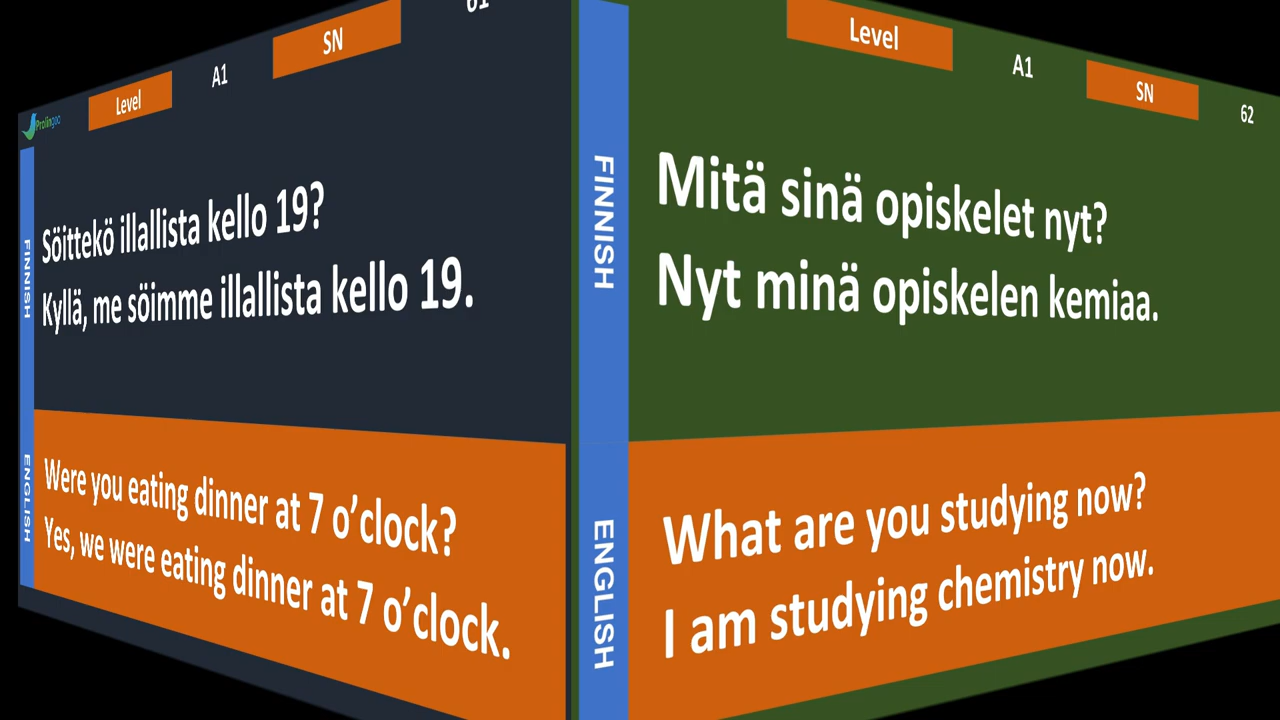 Prolingoo
Level
A1
SN
61
FINNISH
Söittekö illallista kello 19?
Kyllä, me söimme illallista kello 19.
ENGLISH
Were you eating dinner at 7 o’clock?
Yes, we were eating dinner at 7 o’clock.
Level
A1
SN
62
FINNISH
Mitä sinä opiskelet nyt?
Nyt minä opiskelen kemiaa.
ENGLISH
What are you studying now?
I am studying chemistry now.